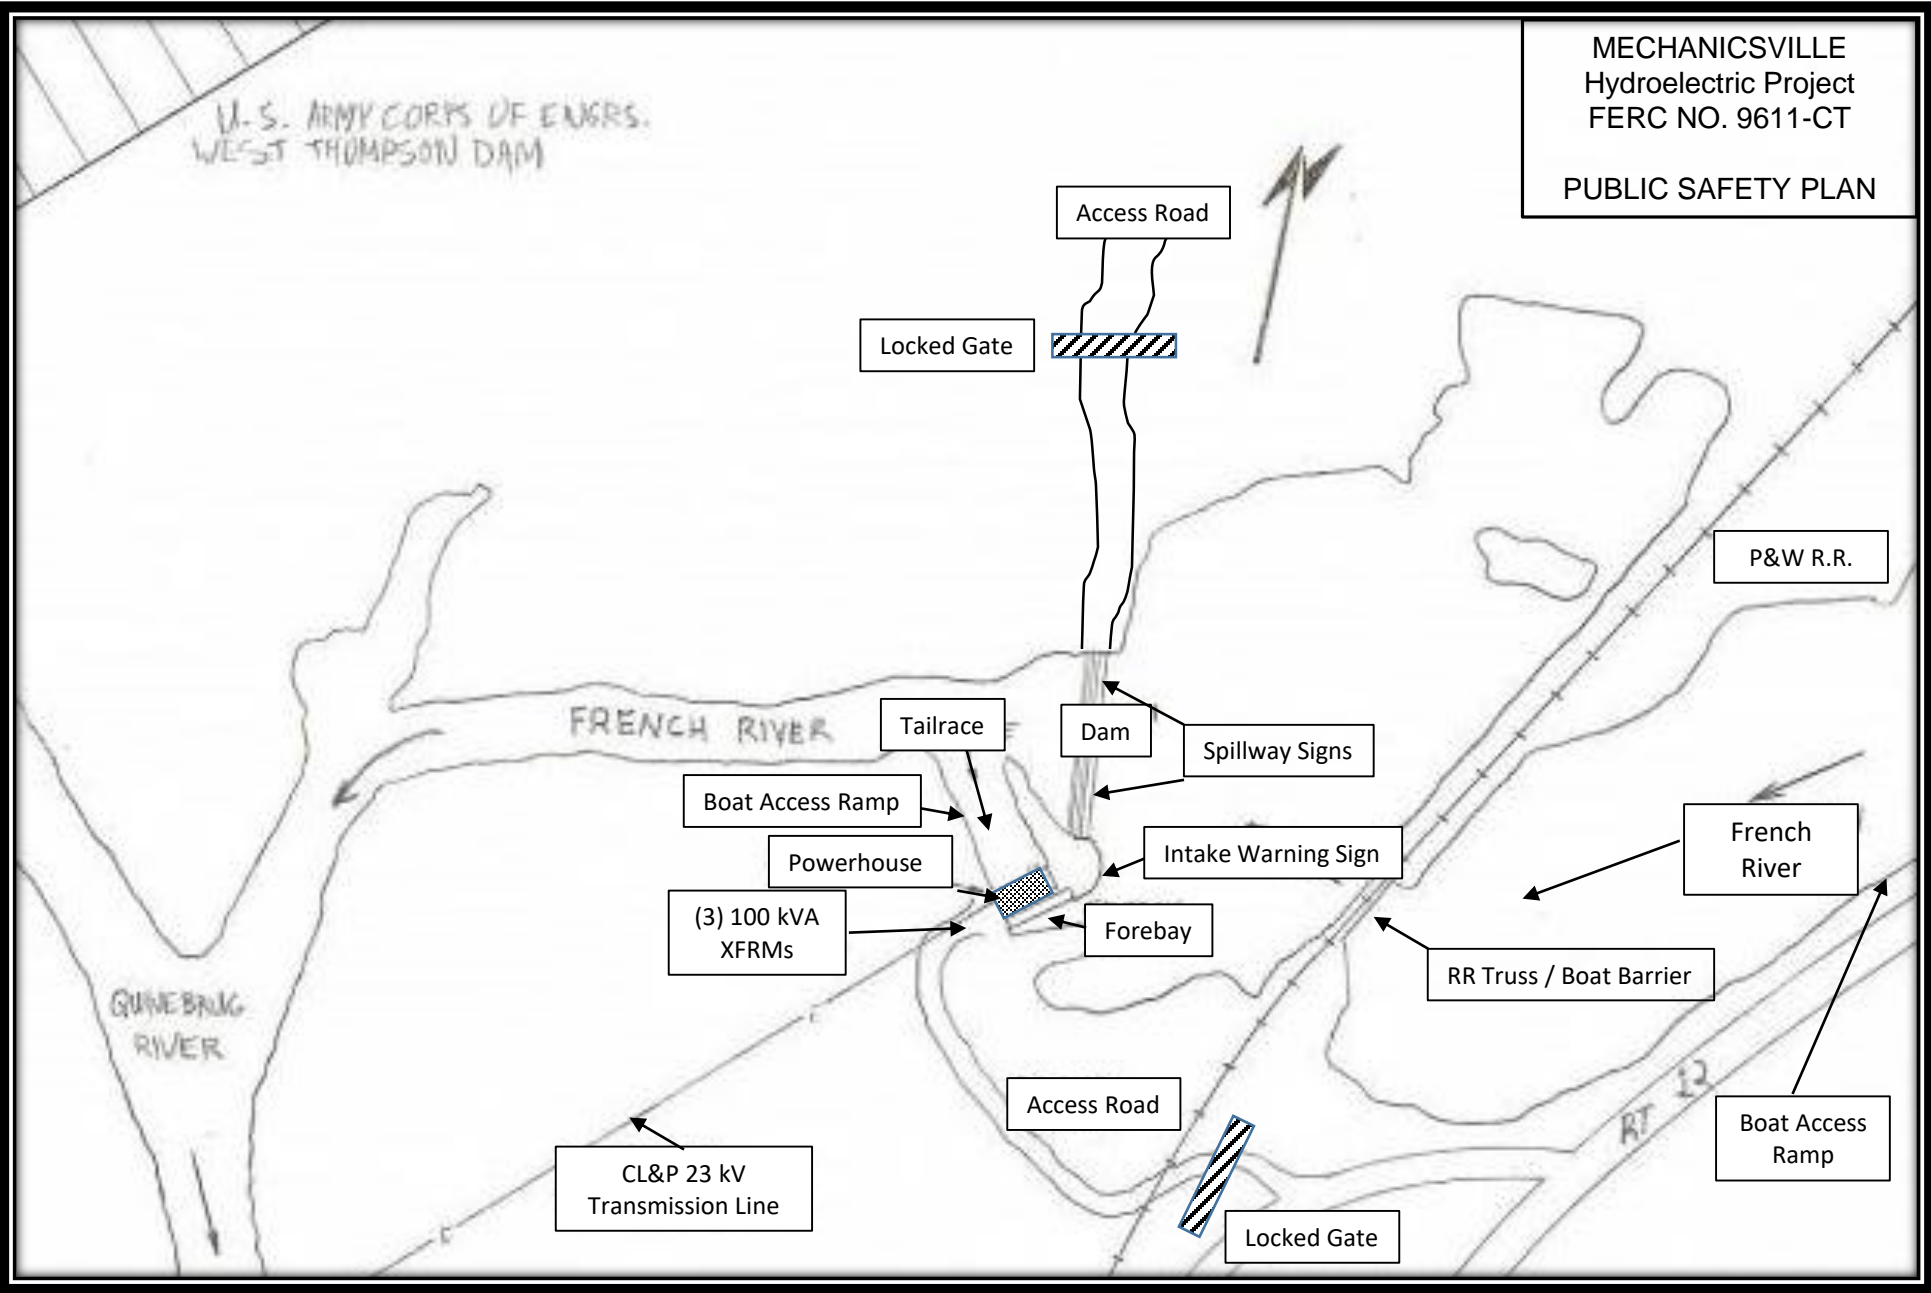 MECHANICSVILLE
Hydroelectric Project
FERC NO. 9611-CT
PUBLIC SAFETY PLAN
U.S. ARMY CORPS OF ENGRS.
WEST THOMPSON DAM
Access Road
Locked Gate
P&W R.R.
FRENCH RIVER
Tailrace
Dam
Spillway Signs
Boat Access Ramp
Powerhouse
Intake Warning Sign
French
River
(3) 100 kVA
XFRMs
Forebay
RR Truss / Boat Barrier
QUINEBAUG
RIVER
Access Road
RT 12
Boat Access
Ramp
CL&P 23 kV
Transmission Line
Locked Gate